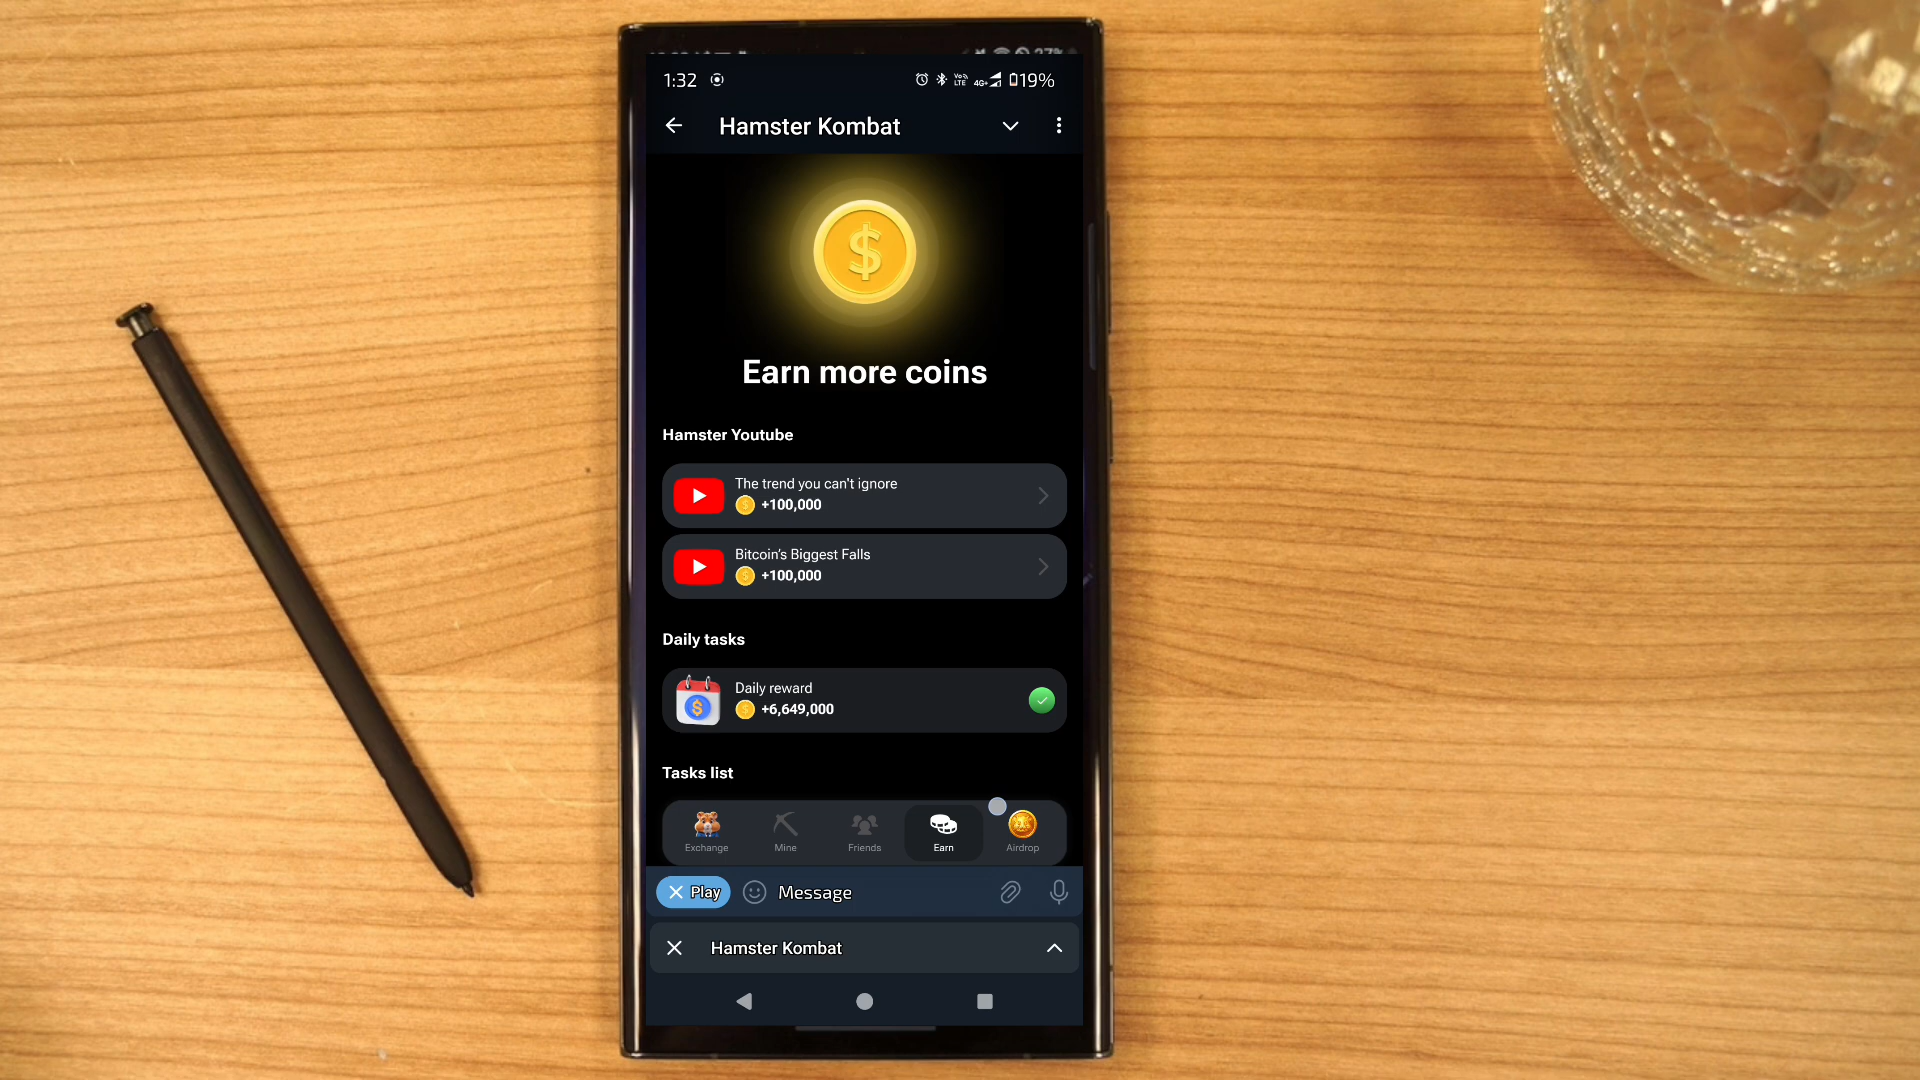 1:32 19%
Hamster Kombat
Earn more coins
Hamster Youtube
The trend you can't ignore
+100,000
Bitcoin's Biggest Falls
+100,000
Daily tasks
Daily reward
+6,649,000
Tasks list
Exchange Mine Friends Earn Airdrop
Play Message
Hamster Kombat